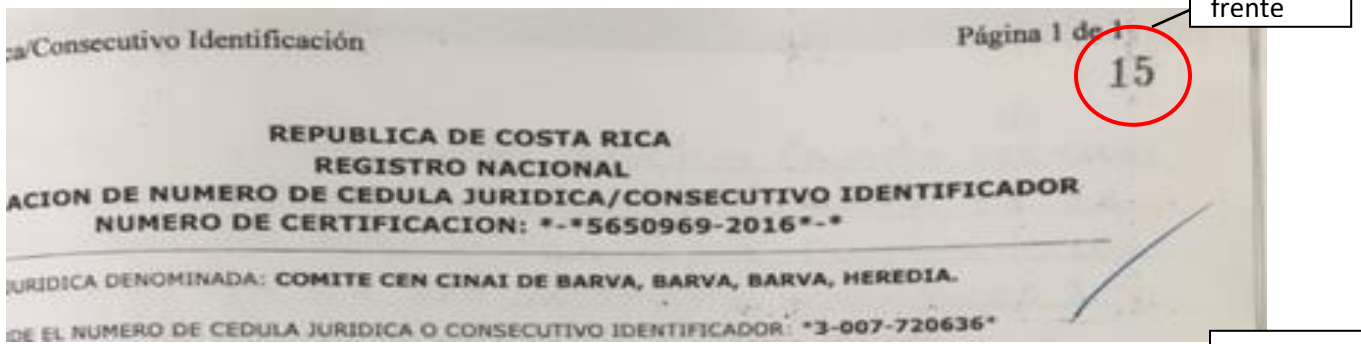 frente
ca/Consecutivo Identificación Página 1 de 1
15
REPUBLICA DE COSTA RICA
REGISTRO NACIONAL
ACION DE NUMERO DE CEDULA JURIDICA/CONSECUTIVO IDENTIFICADOR
NUMERO DE CERTIFICACION: *-*5650969-2016*-*
URIDICA DENOMINADA: COMITE CEN CINAI DE BARVA, BARVA, BARVA, HEREDIA.
DE EL NUMERO DE CEDULA JURIDICA O CONSECUTIVO IDENTIFICADOR: *3-007-720636*